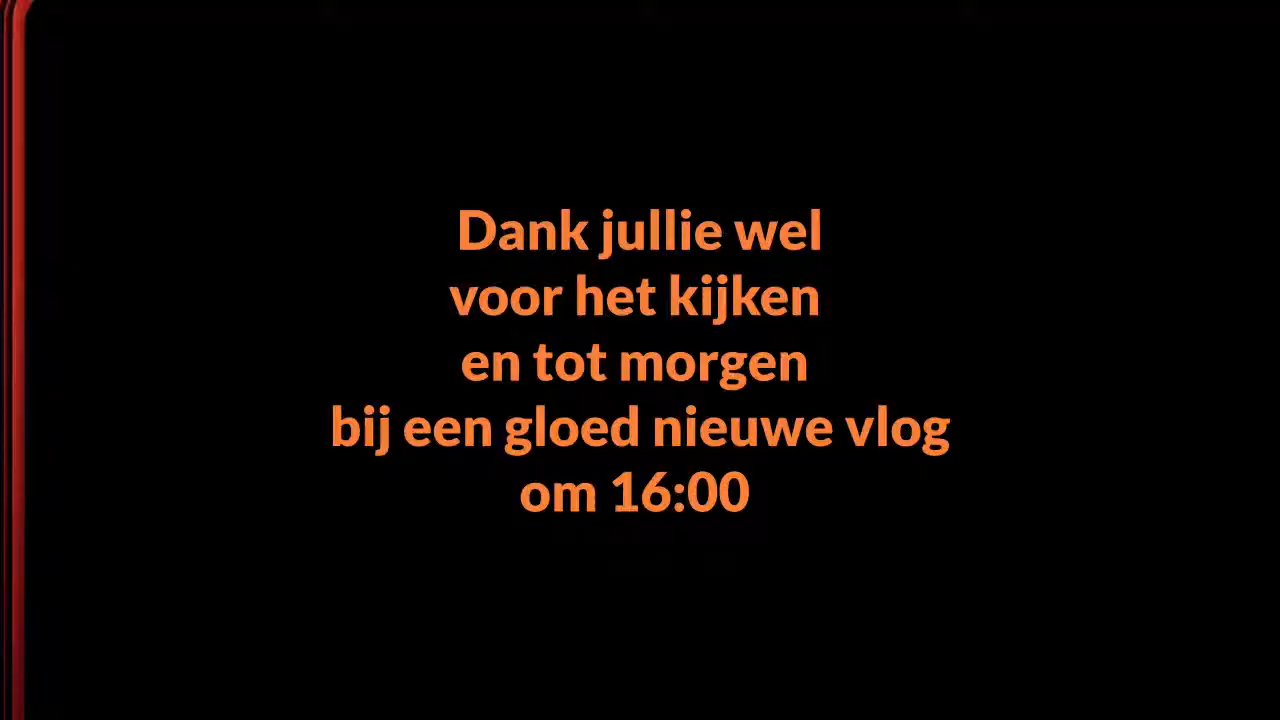 Dank jullie wel
voor het kijken
en tot morgen
bij een gloed nieuwe vlog
om 16:00